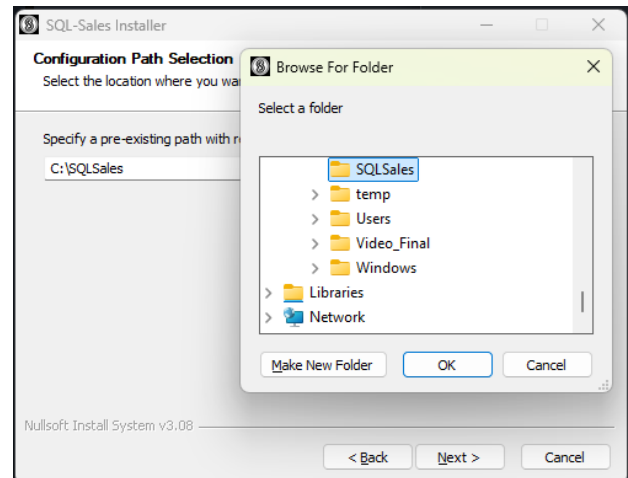 SQL-Sales Installer
Configuration Path Selection
Select the location where you wa
Specify a pre-existing path with r
C:\SQLSales
Browse For Folder
Select a folder
SQLSales
temp
Users
Video_Final
Windows
Libraries
Network
Make New Folder OK Cancel
Nullsoft Install System v3.08
< Back Next > Cancel